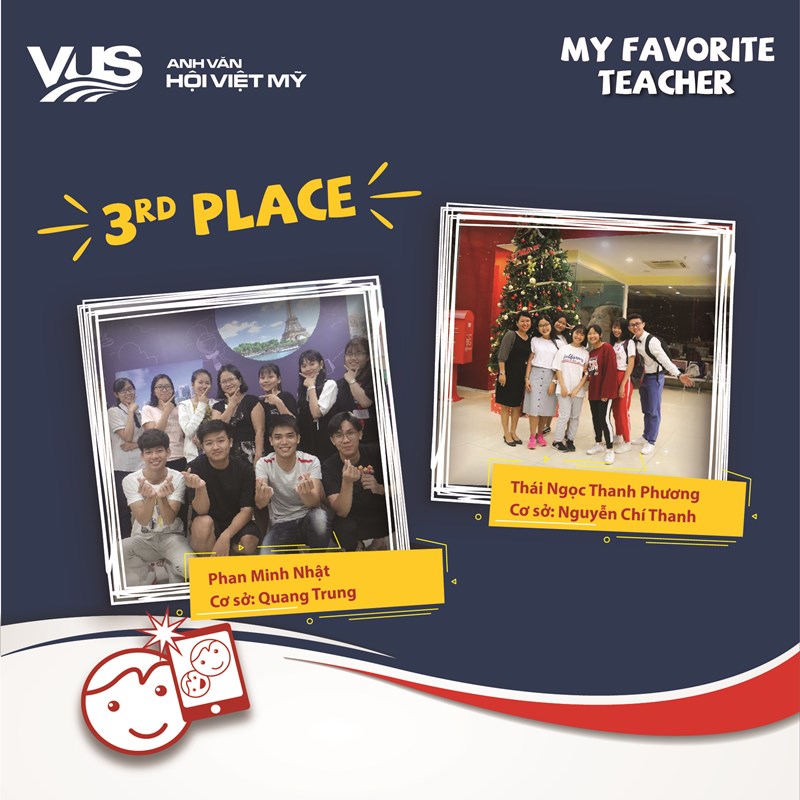 VUS
ANH VĂN
HỘI VIỆT MỸ
MY FAVORITE
TEACHER
3RD PLACE
Thái Ngọc Thanh Phương
Cơ sở: Nguyễn Chí Thanh
Phan Minh Nhật
Cơ sở: Quang Trung